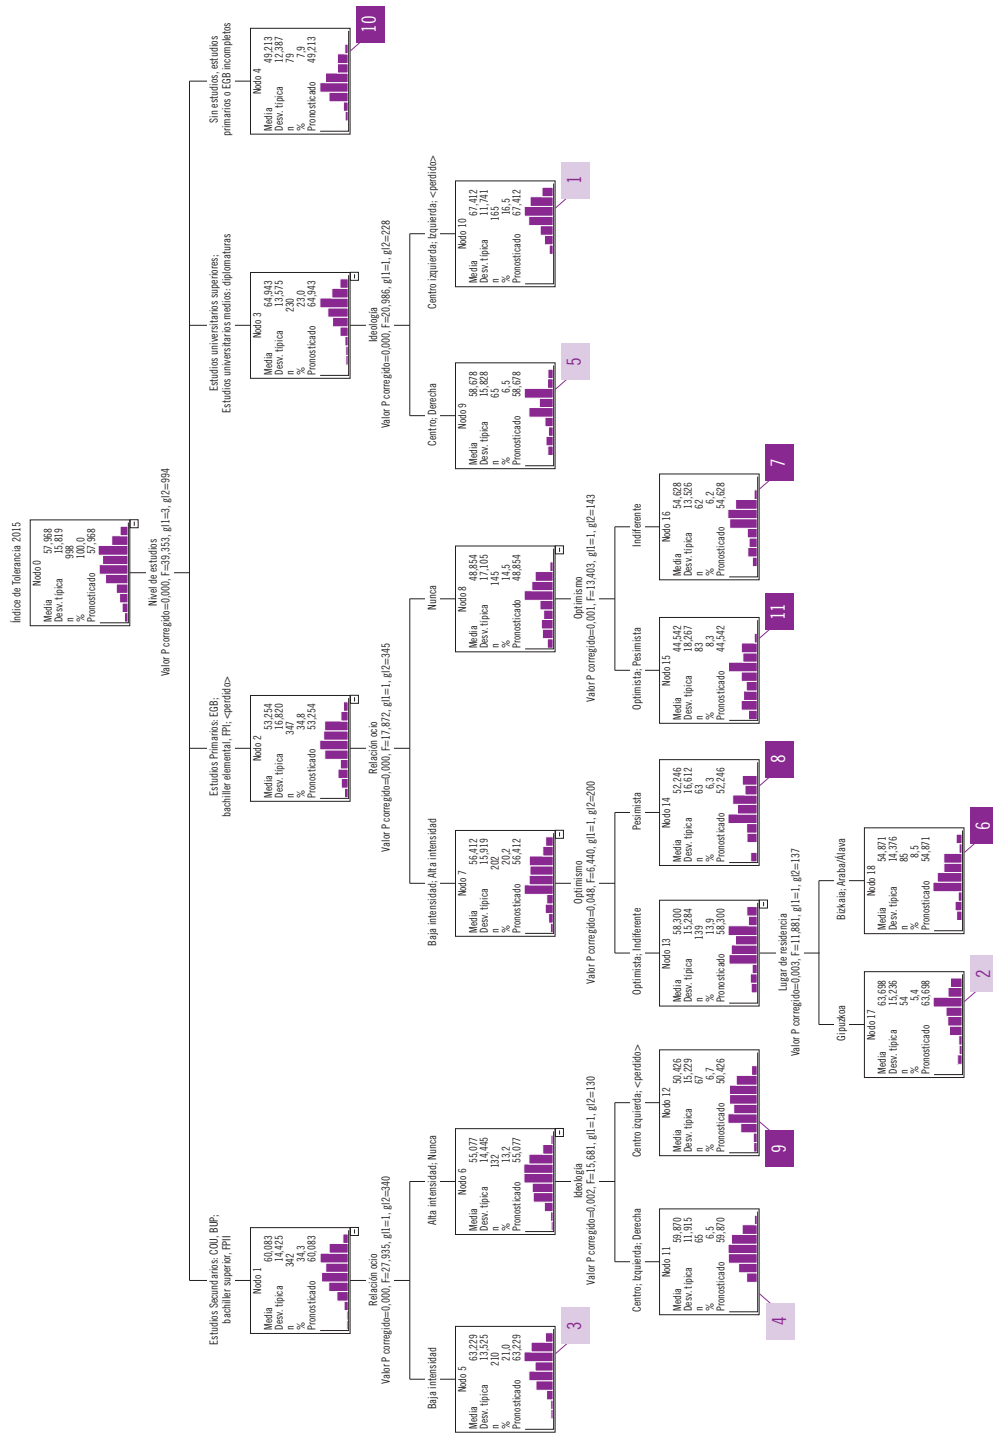 Índice de Tolerancia 2015
Nodo 0
Media 57,968
Desv. típica 15,819
n 998
% 100,0
Pronosticado 57,968
Nivel de estudios
Valor P corregido=0,000, F=39,353, gl1=3, gl2=994
Estudios Secundarios: COU, BUP;
bachiller superior, FPII
Nodo 1
Media 60,083
Desv. típica 14,425
n 342
% 34,3
Pronosticado 60,083
Estudios Primarios: EGB;
bachiller elemental, FPI; <perdido>
Nodo 2
Media 53,254
Desv. típica 16,820
n 347
% 34,8
Pronosticado 53,254
Estudios universitarios superiores;
Estudios universitarios medios: diplomaturas
Nodo 3
Media 64,943
Desv. típica 13,575
n 230
% 23,0
Pronosticado 64,943
Sin estudios, estudios
primarios o EGB incompletos
Nodo 4
Media 49,213
Desv. típica 12,387
n 79
% 7,9
Pronosticado 49,213
10
Relación ocio
Valor P corregido=0,000, F=27,935, gl1=1, gl2=340
Relación ocio
Valor P corregido=0,000, F=17,872, gl1=1, gl2=345
Ideología
Valor P corregido=0,000, F=20,986, gl1=1, gl2=228
Baja intensidad
Nodo 5
Media 63,229
Desv. típica 13,525
n 210
% 21,0
Pronosticado 63,229
3
Alta intensidad; Nunca
Nodo 6
Media 55,077
Desv. típica 14,445
n 132
% 13,2
Pronosticado 55,077
Baja intensidad; Alta intensidad
Nodo 7
Media 56,412
Desv. típica 15,919
n 202
% 20,2
Pronosticado 56,412
Nunca
Nodo 8
Media 48,854
Desv. típica 17,105
n 145
% 14,5
Pronosticado 48,854
Centro; Derecha
Nodo 9
Media 58,678
Desv. típica 15,828
n 65
% 6,5
Pronosticado 58,678
5
Centro izquierda; Izquierda; <perdido>
Nodo 10
Media 67,412
Desv. típica 11,741
n 165
% 16,5
Pronosticado 67,412
1
Ideología
Valor P corregido=0,002, F=15,681, gl1=1, gl2=130
Optimismo
Valor P corregido=0,048, F=6,440, gl1=1, gl2=200
Optimismo
Valor P corregido=0,001, F=13,403, gl1=1, gl2=143
Centro; Izquierda; Derecha
Nodo 11
Media 59,870
Desv. típica 11,915
n 65
% 6,5
Pronosticado 59,870
4
Centro izquierda; <perdido>
Nodo 12
Media 50,426
Desv. típica 15,229
n 67
% 6,7
Pronosticado 50,426
9
Optimista; Indiferente
Nodo 13
Media 58,300
Desv. típica 15,284
n 139
% 13,9
Pronosticado 58,300
Pesimista
Nodo 14
Media 52,246
Desv. típica 16,612
n 63
% 6,3
Pronosticado 52,246
8
Optimista; Pesimista
Nodo 15
Media 44,542
Desv. típica 18,267
n 83
% 8,3
Pronosticado 44,542
11
Indiferente
Nodo 16
Media 54,628
Desv. típica 13,526
n 62
% 6,2
Pronosticado 54,628
7
Lugar de residencia
Valor P corregido=0,003, F=11,881, gl1=1, gl2=137
Gipuzkoa
Nodo 17
Media 63,698
Desv. típica 15,236
n 54
% 5,4
Pronosticado 63,698
2
Bizkaia; Araba/Álava
Nodo 18
Media 54,871
Desv. típica 14,376
n 85
% 8,5
Pronosticado 54,871
6